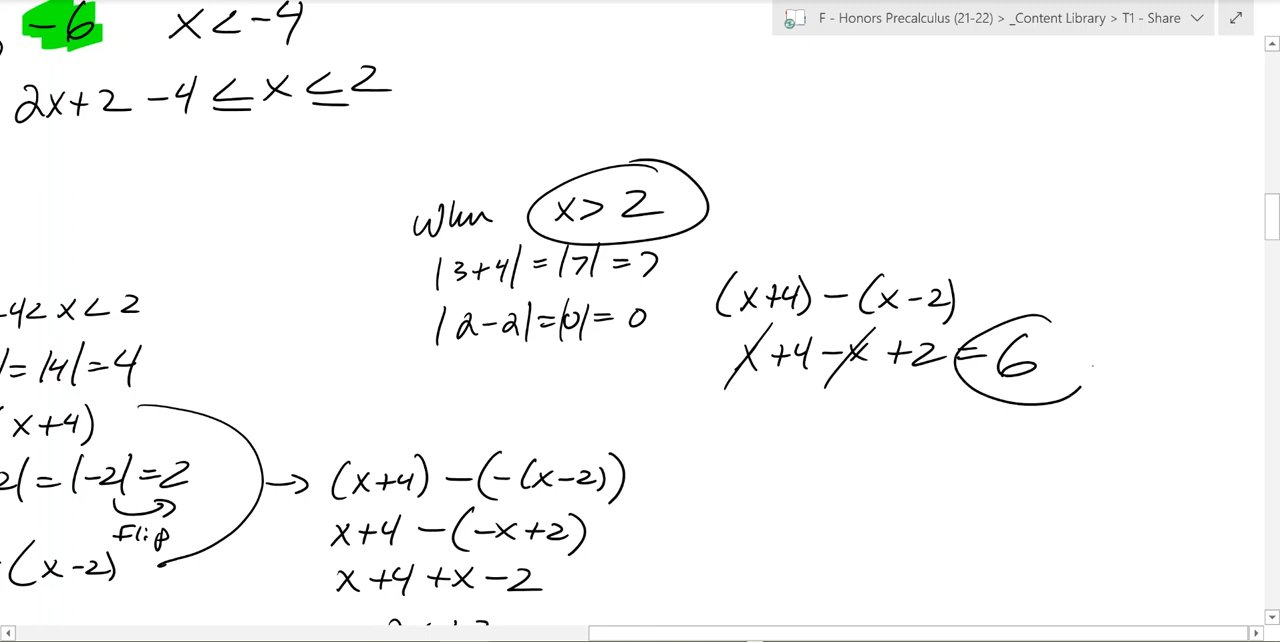 F - Honors Precalculus (21-22) > _Content Library > T1 - Share
-6 x < -4
2x+2 -4 ≤ x ≤ 2
When x > 2
|3+4| = |7| = 7
|2-2| = |0| = 0
(x+4) - (x-2)
x+4-x+2 = 6
-4 < x < 2
| = |4| = 4
(x+4)
2| = |-2| = 2
Flip
(x-2)
→ (x+4) - (-(x-2))
x+4 - (-x+2)
x+4 +x -2